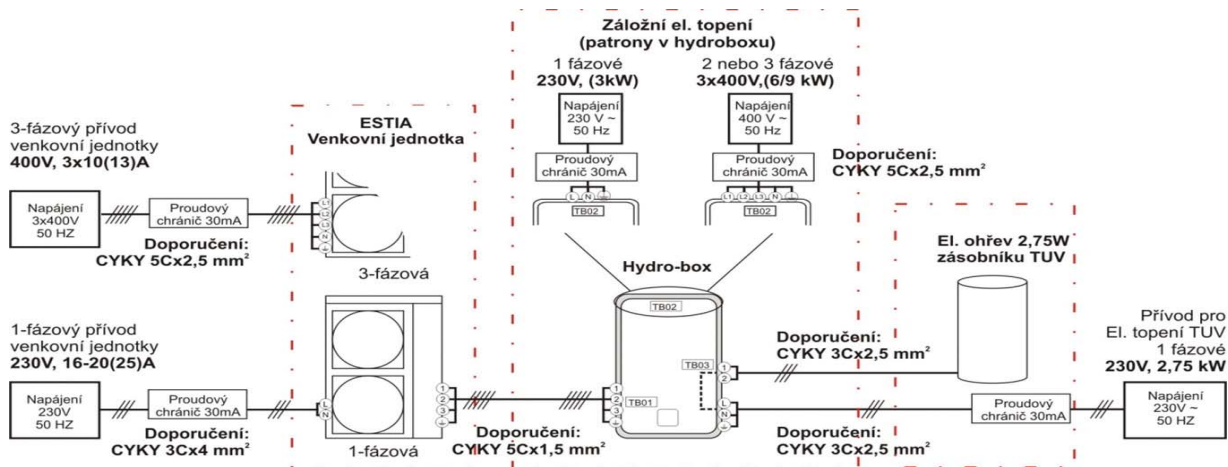 Záložní el. topení
(patrony v hydroboxu)
1 fázové
230V, (3kW)
2 nebo 3 fázové
3x400V,(6/9 kW)
Napájení
230 V ~
50 Hz
Napájení
400 V ~
50 Hz
Proudový
chránič 30mA
Proudový
chránič 30mA
Doporučení:
CYKY 5Cx2,5 mm²
L N
L1 L2 L3 N
TB02
TB02
ESTIA
Venkovní jednotka
3-fázový přívod
venkovní jednotky
400V, 3x10(13)A
Napájení
3x400V
50 HZ
Proudový
chránič 30mA
Doporučení:
CYKY 5Cx2,5 mm²
3-fázová
Hydro-box
TB02
El. ohřev 2,75W
zásobníku TUV
1-fázový přívod
venkovní jednotky
230V, 16-20(25)A
Napájení
230V
50 HZ
Proudový
chránič 30mA
Doporučení:
CYKY 3Cx4 mm²
L
N
1-fázová
1
2
3
Doporučení:
CYKY 5Cx1,5 mm²
1
2
3
TB01
TB03
1
2
L
N
Doporučení:
CYKY 3Cx2,5 mm²
Doporučení:
CYKY 3Cx2,5 mm²
Proudový
chránič 30mA
Přívod pro
El. topení TUV
1 fázové
230V, 2,75 kW
Napájení
230V ~
50 HZ